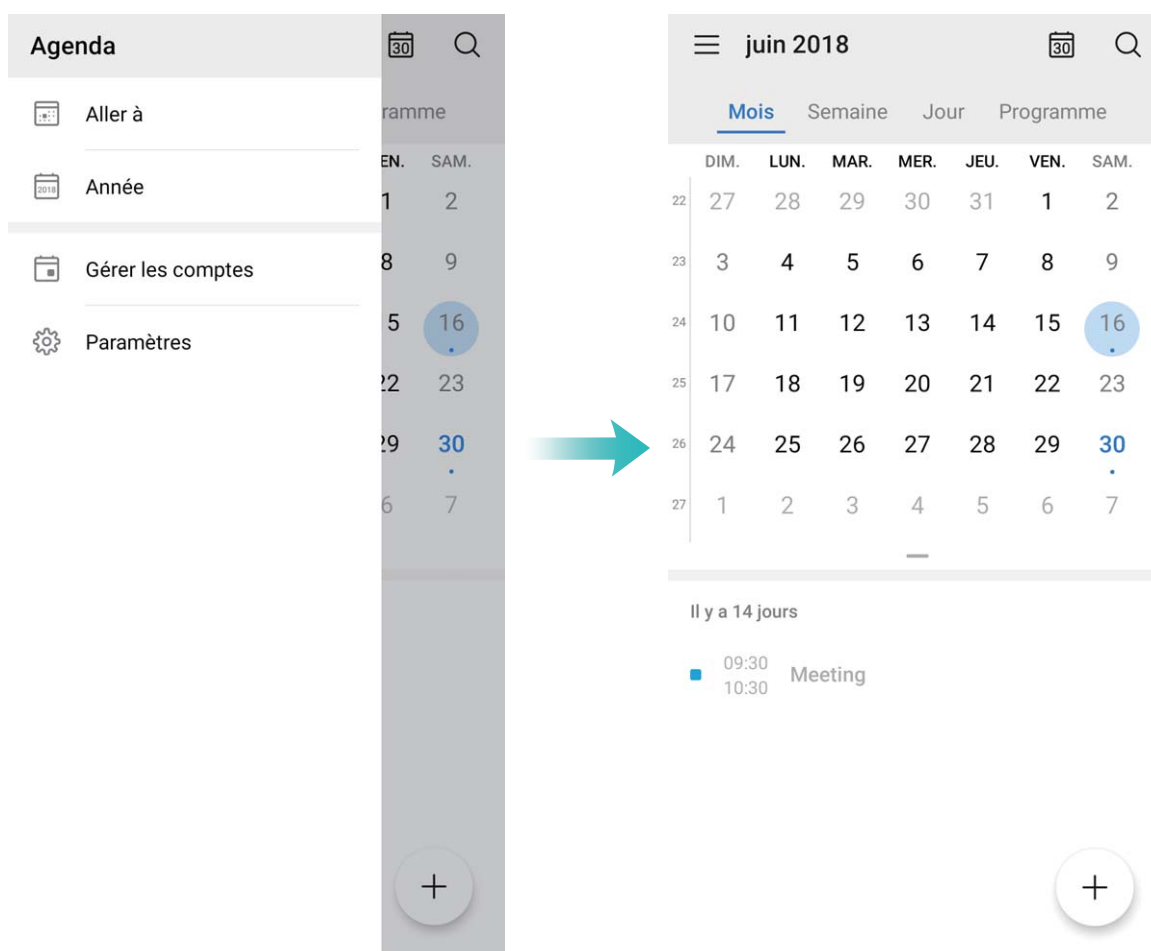 Agenda
30
Aller à
2018
Année
Gérer les comptes
Paramètres
ramme
EN. SAM.
1 2
8 9
5 16
22 23
29 30
6 7
juin 2018
30
Mois Semaine Jour Programme
DIM. LUN. MAR. MER. JEU. VEN. SAM.
22 27 28 29 30 31 1 2
23 3 4 5 6 7 8 9
24 10 11 12 13 14 15 16
25 17 18 19 20 21 22 23
26 24 25 26 27 28 29 30
27 1 2 3 4 5 6 7
Il y a 14 jours
09:30
10:30
Meeting